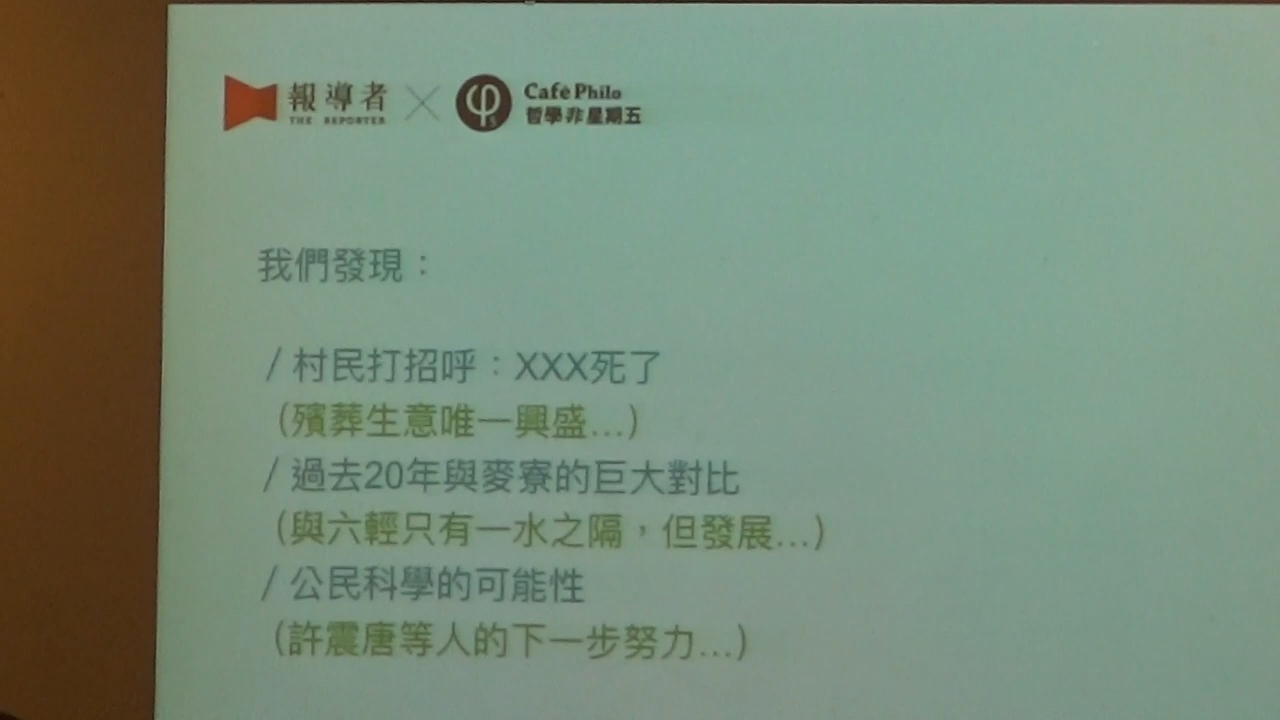 報導者
THE REPORTER
Café Philo
哲學非星期五
我們發現：
/ 村民打招呼：XXX死了
(殯葬生意唯一興盛...)
/ 過去20年與麥寮的巨大對比
(與六輕只有一水之隔，但發展...)
/ 公民科學的可能性
(許震唐等人的下一步努力...)